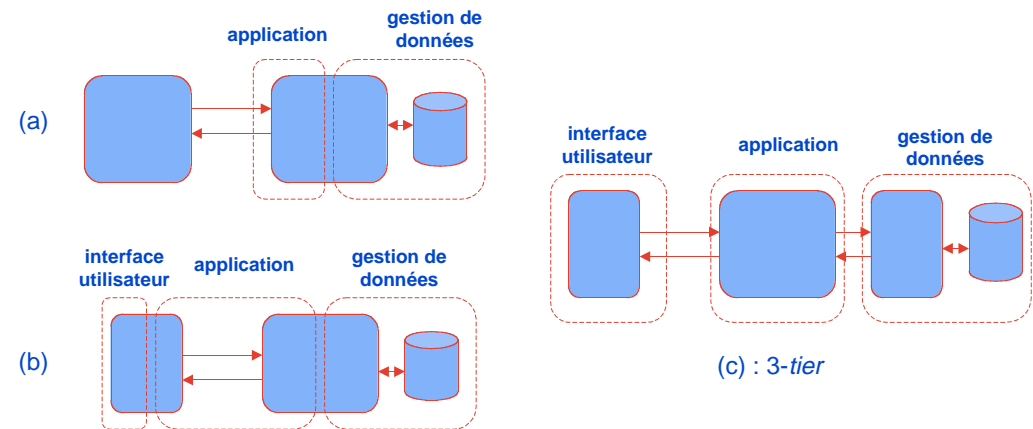 gestion de
données
application
(a)
interface
utilisateur
application
gestion de
données
(b)
interface
utilisateur
application
gestion de
données
(c) : 3-tier